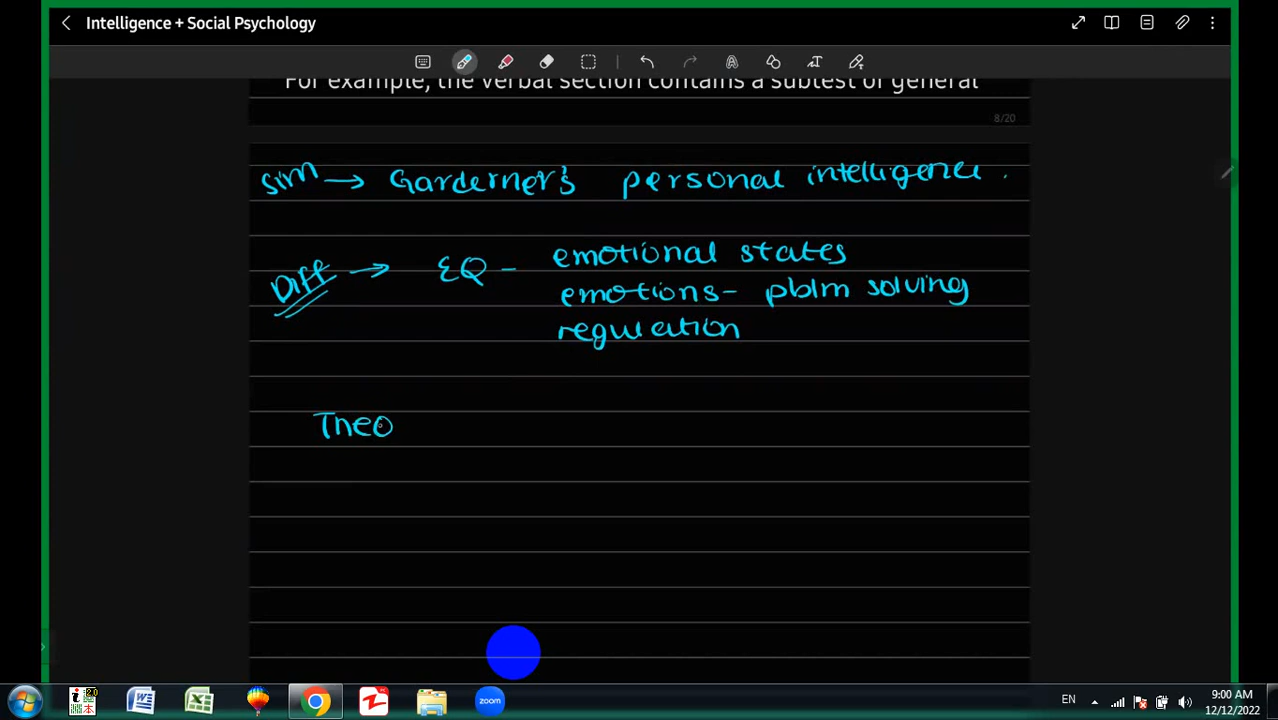 Intelligence + Social Psychology
For example, the verbal section contains a subtest of general
8/20
Sim → Garderner's personal intelligence.
Diff → EQ – emotional states
emotions – pblm solving
regulation
Theo
zoom
EN
9:00 AM
12/12/2022